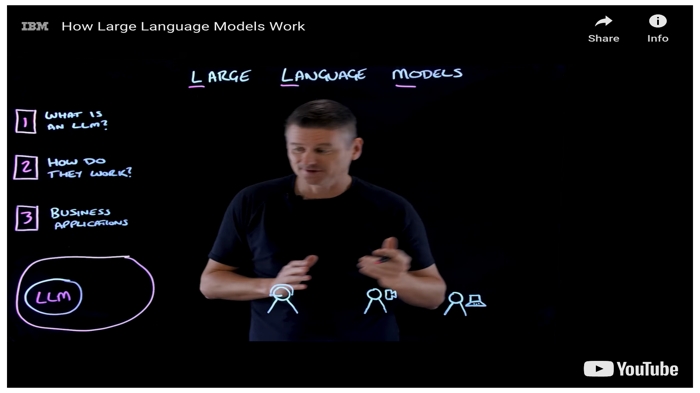 IBM How Large Language Models Work
Share
Info
LARGE LANGUAGE MODELS
1 WHAT IS
AN LLM?
2 HOW DO
THEY WORK?
3 BUSINESS
APPLICATIONS
LLM
YouTube